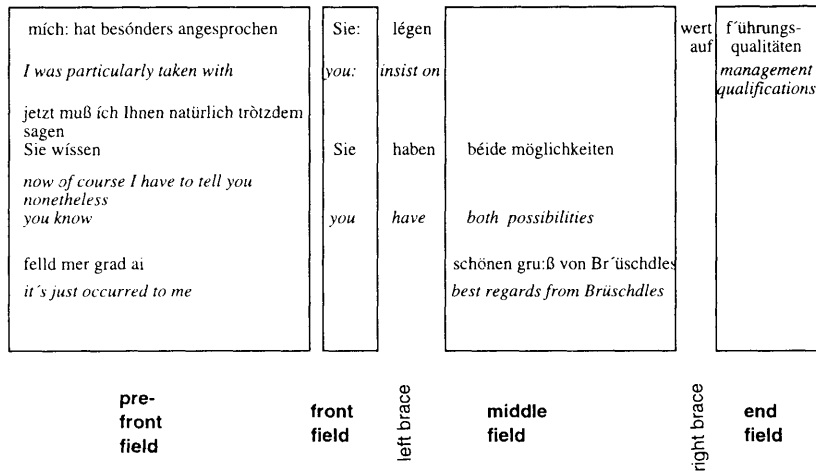 mích: hat besónders angesprochen Sie: légen wert f´ührungs-
auf qualitäten
I was particularly taken with you: insist on management
qualifications
jetzt muß ích Ihnen natürlich tròtzdem
sagen
Sie wíssen Sie haben béide möglichkeiten
now of course I have to tell you
nonetheless
you know you have both possibilities
felld mer grad ai schönen gru:ß von Br´üschdles
it´s just occurred to me best regards from Brüschdles
pre-
front
field
front
field
left brace
middle
field
right brace
end
field